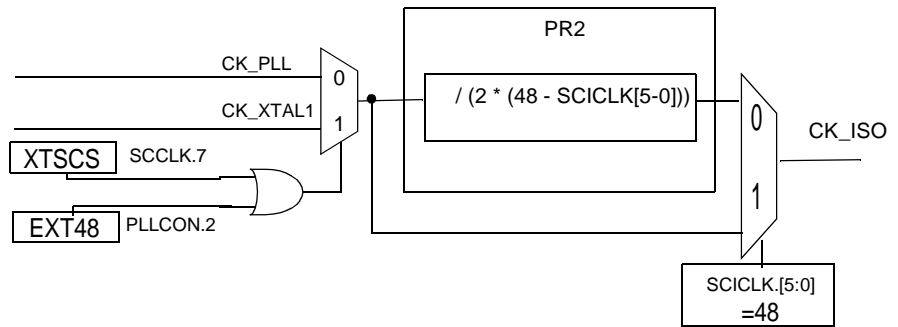 PR2
CK_PLL
0
/ (2 * (48 - SCICLK[5-0]))
CK_XTAL1
1
0
CK_ISO
XTSCS
SCCLK.7
1
EXT48
PLLCON.2
SCICLK.[5:0]
=48